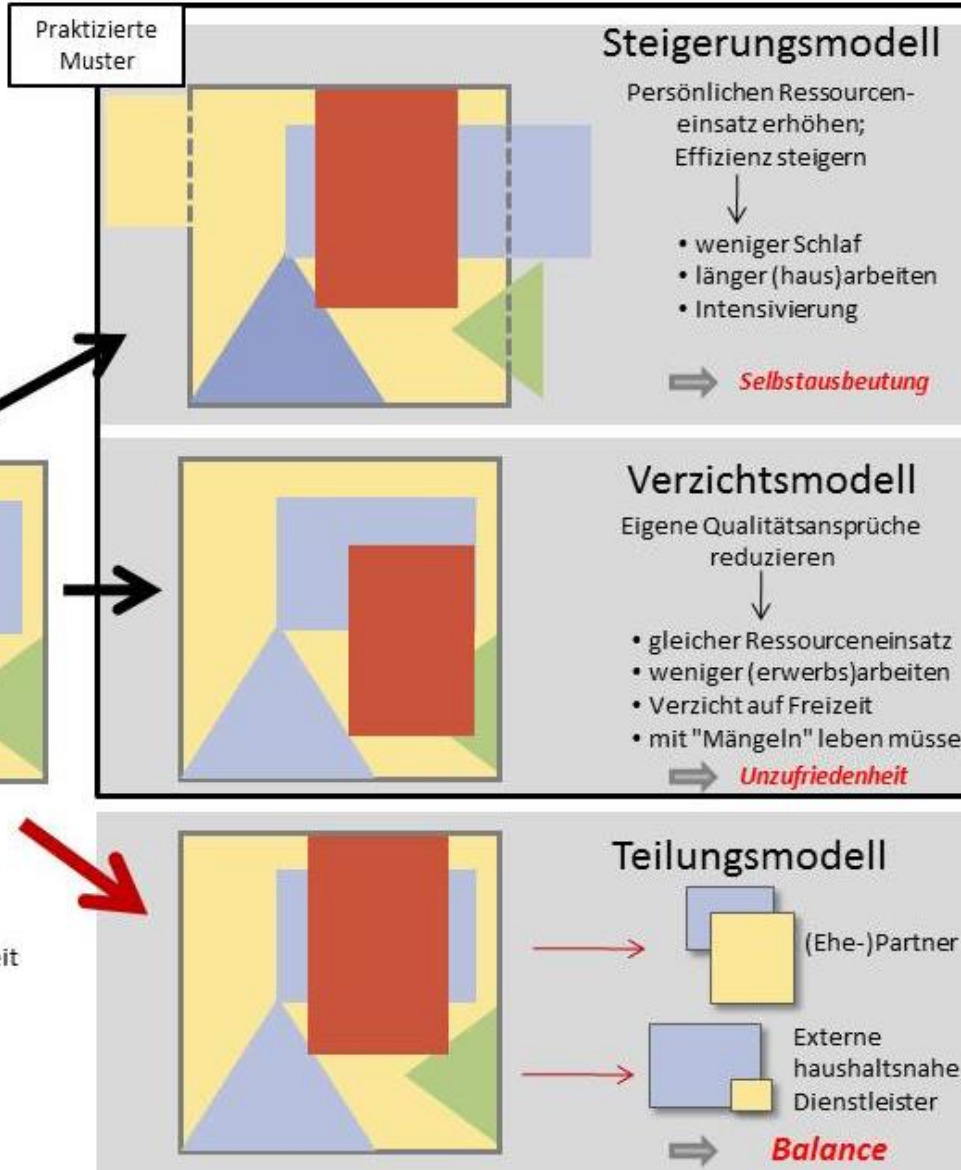 Praktizierte
Muster
Steigerungsmodell
Persönlichen Ressourcen-
einsatz erhöhen;
Effizienz steigern
• weniger Schlaf
• länger (haus)arbeiten
• Intensivierung
Selbstausbeutung
Verzichtsmodell
Eigene Qualitätsansprüche
reduzieren
• gleicher Ressourceneinsatz
• weniger (erwerbs)arbeiten
• Verzicht auf Freizeit
• mit "Mängeln" leben müsse
Unzufriedenheit
Teilungsmodell
eit
(Ehe-)Partner
Externe
haushaltsnahe
Dienstleister
Balance